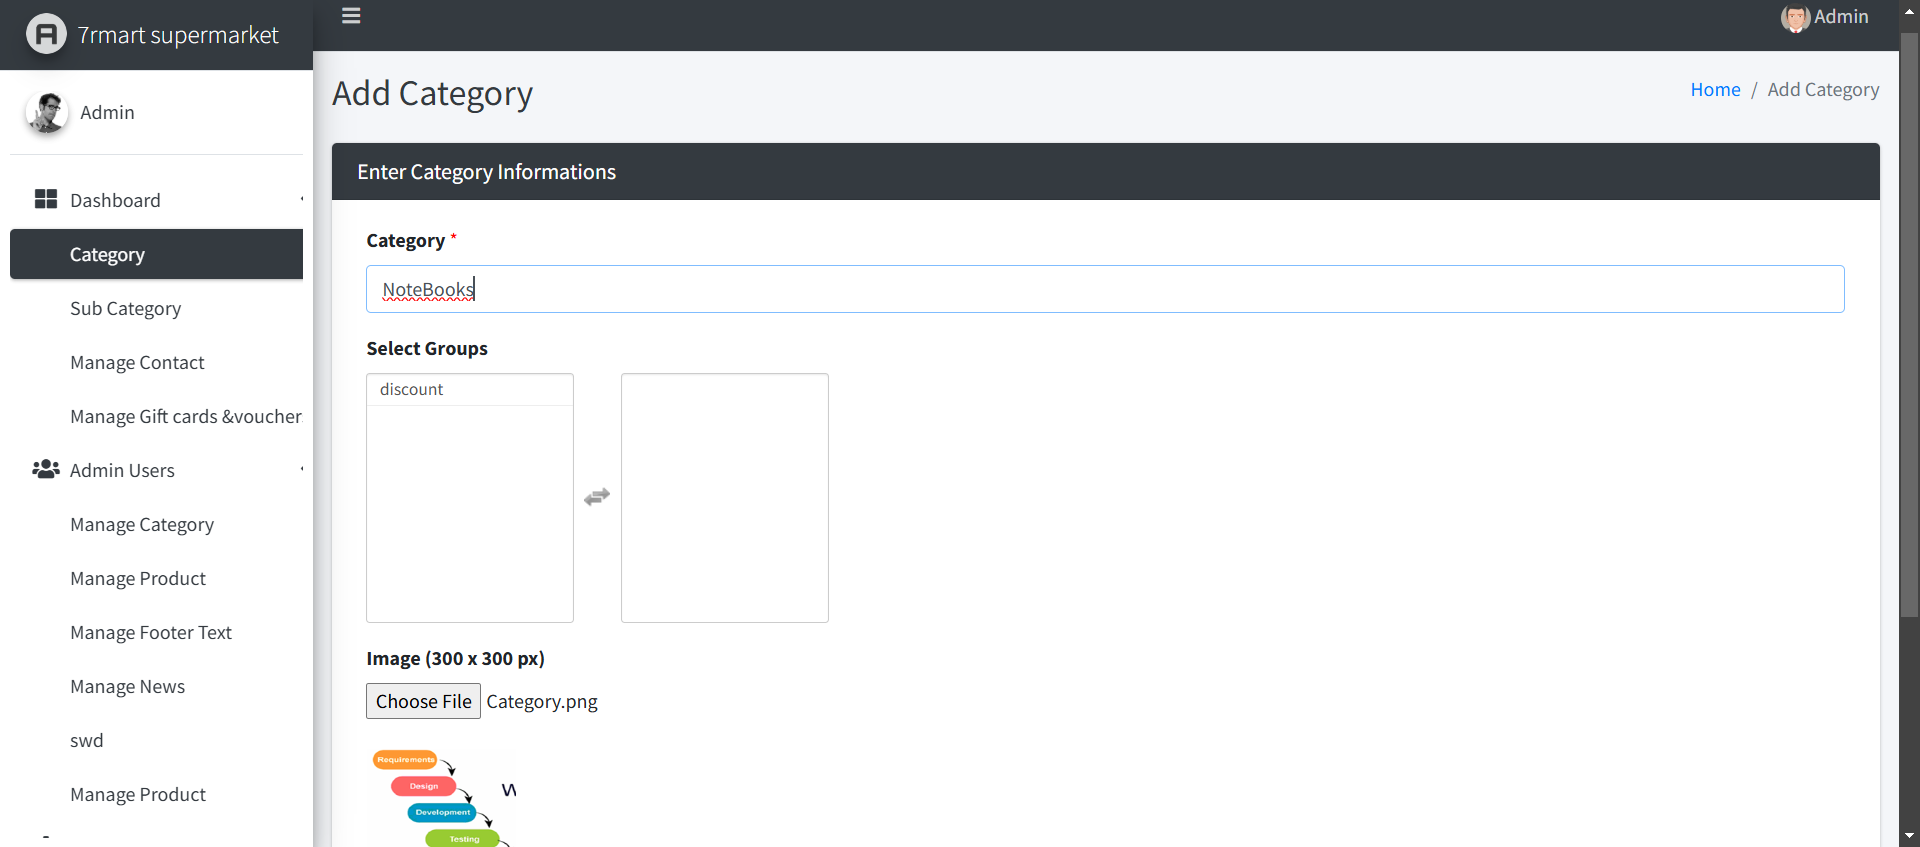 7rmart supermarket
Admin
Admin
Add Category
Home / Add Category
Dashboard
Category
Sub Category
Manage Contact
Manage Gift cards &voucher
Admin Users
Manage Category
Manage Product
Manage Footer Text
Manage News
swd
Manage Product
Enter Category Informations
Category *
NoteBooks
Select Groups
discount
Image (300 x 300 px)
Choose File Category.png
Requirements
Design
W
Development
Testing